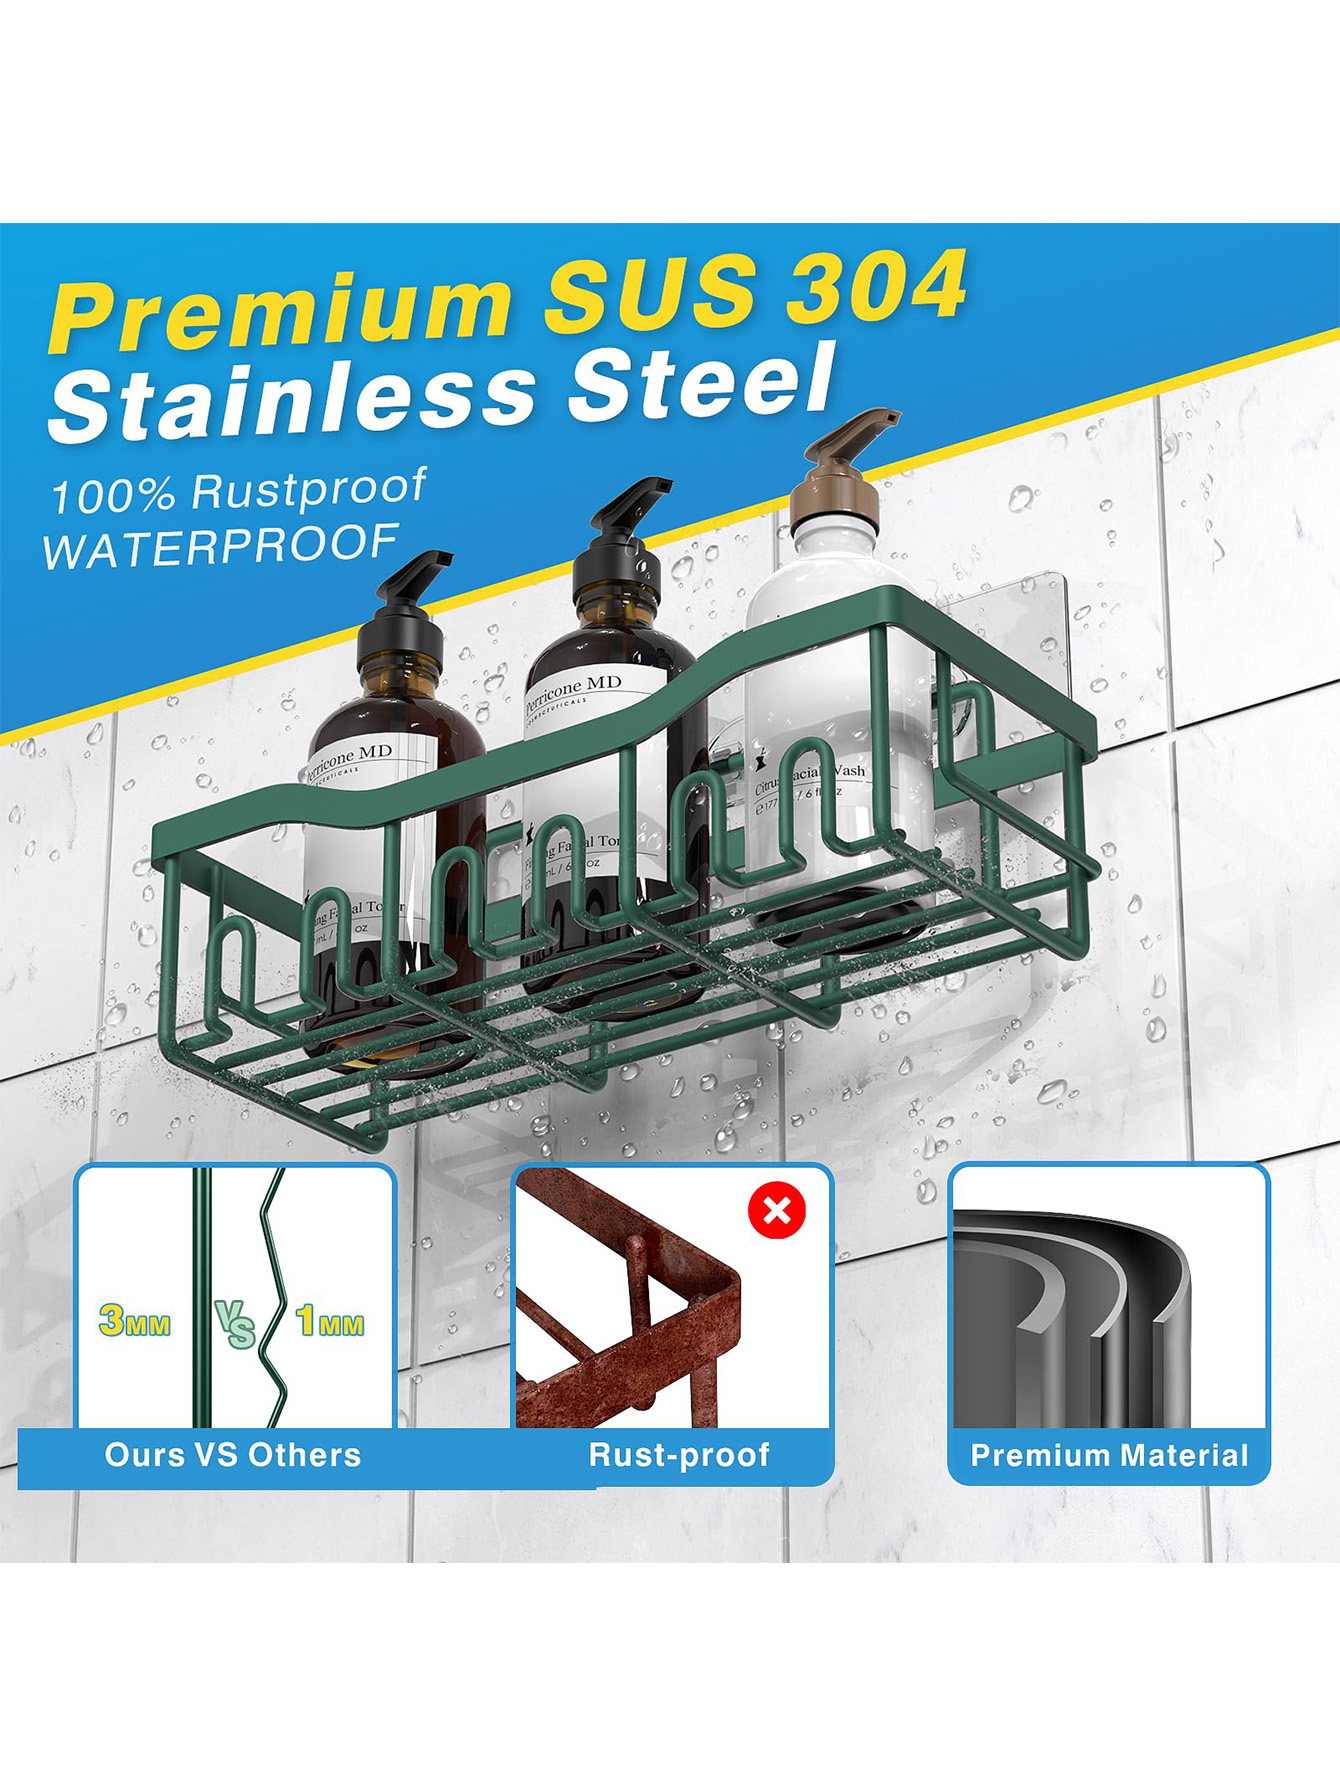 Premium SUS 304
Stainless Steel
100% Rustproof
WATERPROOF
Perricone MD
Perricone MD
Facial Wash
3MM
VS
1MM
Ours VS Others
Rust-proof
Premium Material